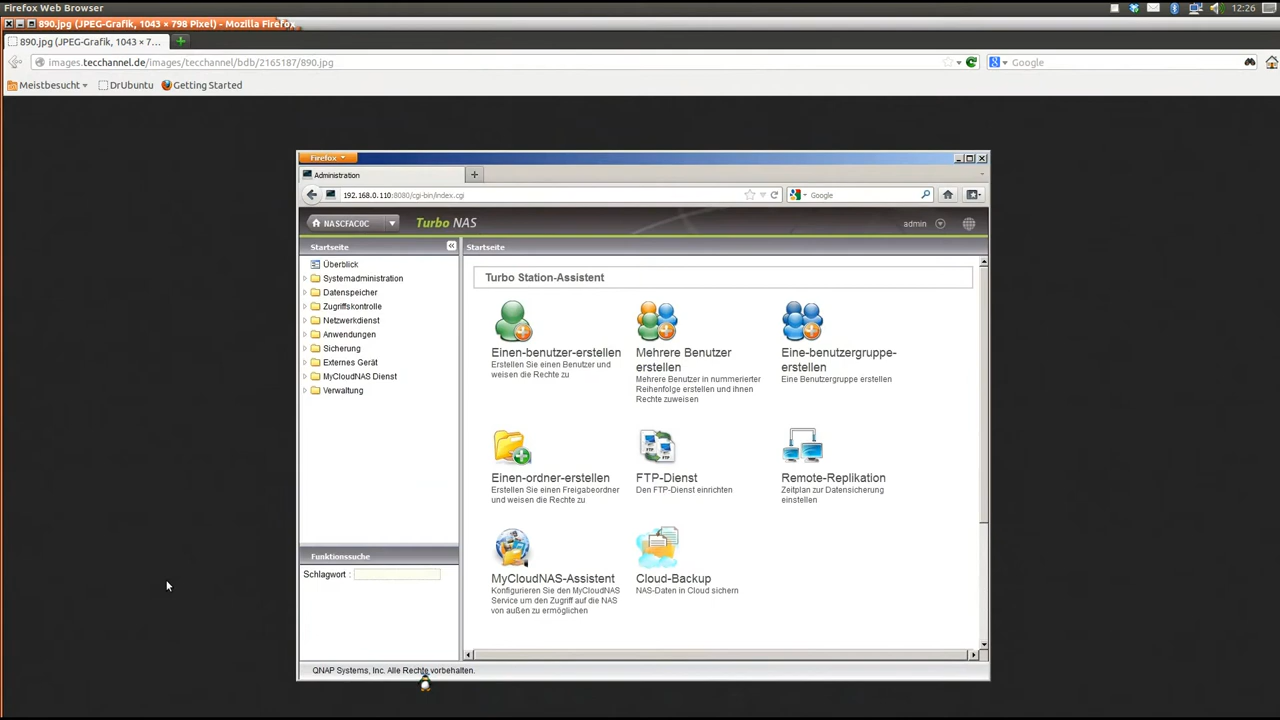 Firefox Web Browser
12:26
890.jpg (JPEG-Grafik, 1043 × 798 Pixel) - Mozilla Firefox
890.jpg (JPEG-Grafik, 1043 × 7...
images.tecchannel.de/images/tecchannel/bdb/2165187/890.jpg
Google
Meistbesucht
DrUbuntu
Getting Started
Firefox
Administration
192.168.0.110:8080/cgi-bin/index.cgi
Google
NASCFAC0C
Turbo NAS
admin
Startseite
Startseite
Überblick
Systemadministration
Datenspeicher
Zugriffskontrolle
Netzwerkdienst
Anwendungen
Sicherung
Externes Gerät
MyCloudNAS Dienst
Verwaltung
Turbo Station-Assistent
Einen-benutzer-erstellen
Erstellen Sie einen Benutzer und
weisen die Rechte zu
Mehrere Benutzer
erstellen
Mehrere Benutzer in nummerierter
Reihenfolge erstellen und ihnen
Rechte zuweisen
Eine-benutzergruppe-
erstellen
Eine Benutzergruppe erstellen
Einen-ordner-erstellen
Erstellen Sie einen Freigabeordner
und weisen die Rechte zu
FTP
FTP
FTP-Dienst
Den FTP-Dienst einrichten
Remote-Replikation
Zeitplan zur Datensicherung
einstellen
MyCloudNAS-Assistent
Konfigurieren Sie den MyCloudNAS
Service um den Zugriff auf die NAS
von außen zu ermöglichen
Cloud-Backup
NAS-Daten in Cloud sichern
Funktionssuche
Schlagwort :
QNAP Systems, Inc. Alle Rechte vorbehalten.